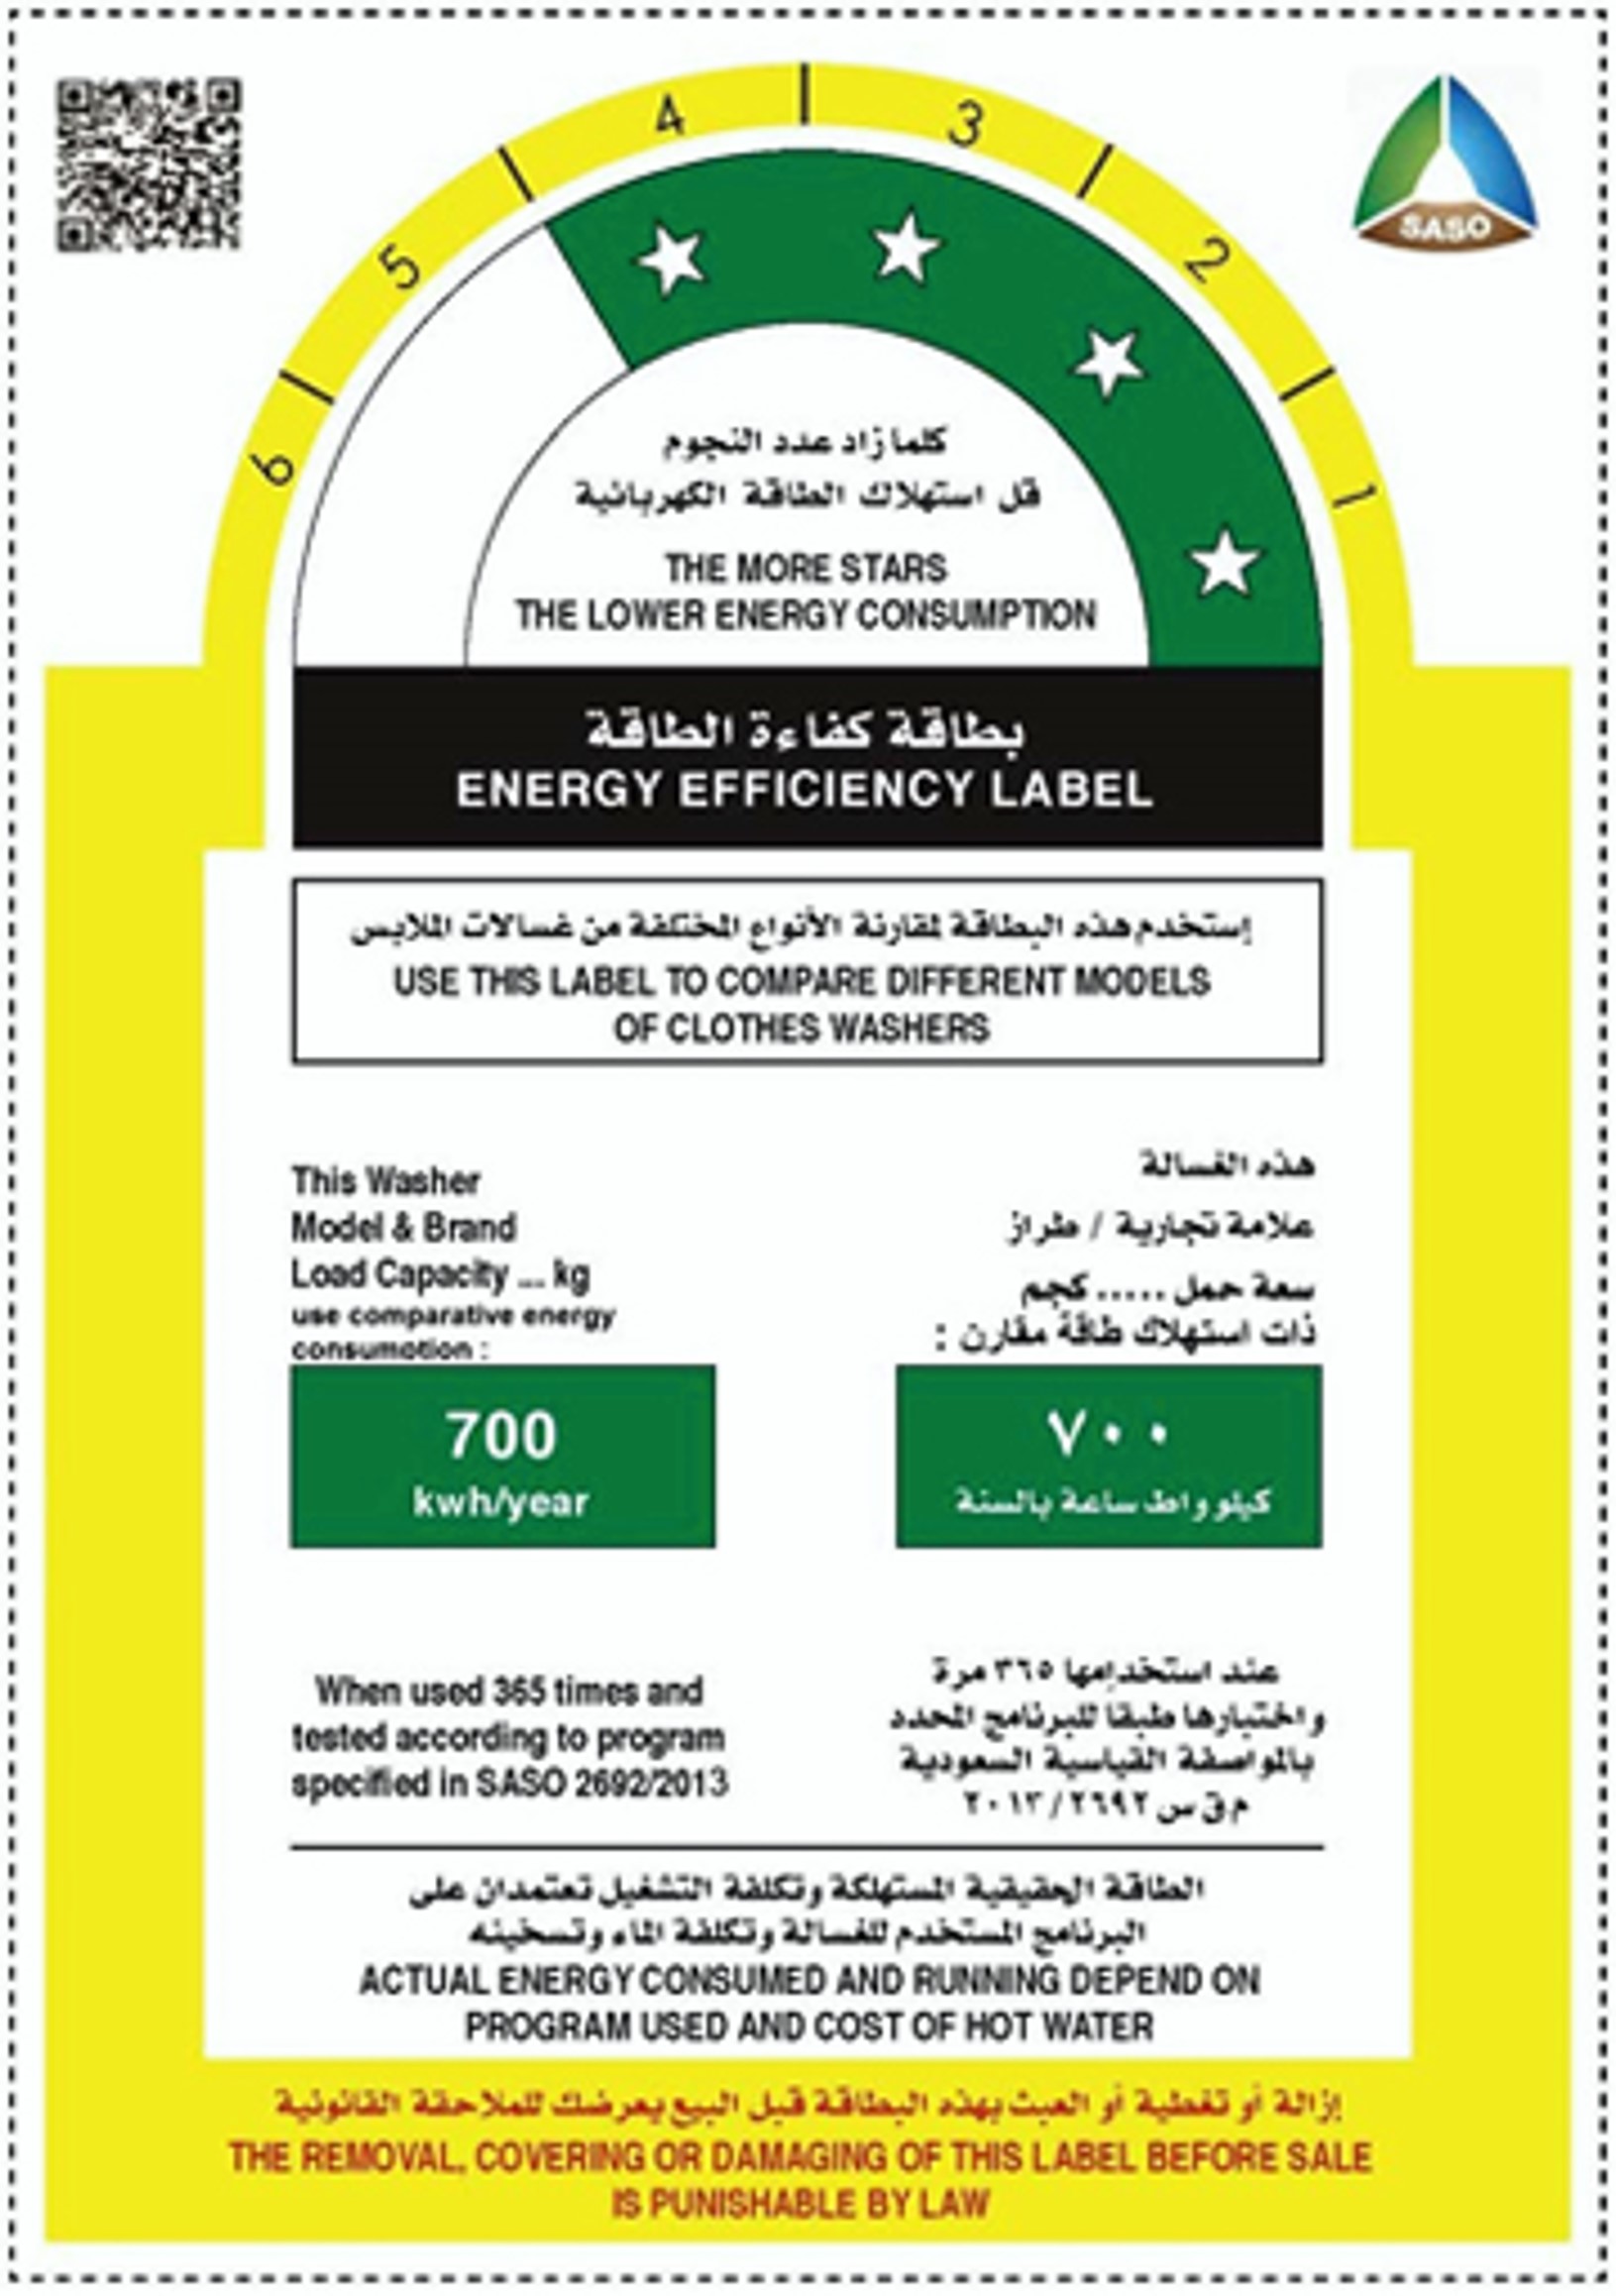 4
3
5
2
6
1
SASO
كلما زاد عدد النجوم
قل استهلاك الطاقة الكهربائية
THE MORE STARS
THE LOWER ENERGY CONSUMPTION
بطاقة كفاءة الطاقة
ENERGY EFFICIENCY LABEL
إستخدم هذه البطاقة لمقارنة الأنواع المختلفة من غسالات الملابس
USE THIS LABEL TO COMPARE DIFFERENT MODELS
OF CLOTHES WASHERS
This Washer
Model & Brand
Load Capacity ... kg
use comparative energy
consumotion :
هذه الغسالة
علامة تجارية / طراز
سعة حمل ..... كجم
ذات استهلاك طاقة مقارن :
700
kwh/year
٧٠٠
كيلو واط ساعة بالسنة
When used 365 times and
tested according to program
specified in SASO 2692/2013
عند استخدامها ٣٦٥ مرة
واختبارها طبقا للبرنامج المحدد
بالمواصفة القياسية السعودية
م ق س ٢٦٩٢ / ٢٠١٣
الطاقة الحقيقية المستهلكة وتكلفة التشغيل تعتمدان على
البرنامج المستخدم للغسالة وتكلفة الماء وتسخينه
ACTUAL ENERGY CONSUMED AND RUNNING DEPEND ON
PROGRAM USED AND COST OF HOT WATER
إزالة أو تغطية أو العبث بهذه البطاقة قبل البيع يعرضك للملاحقة القانونية
THE REMOVAL, COVERING OR DAMAGING OF THIS LABEL BEFORE SALE
IS PUNISHABLE BY LAW